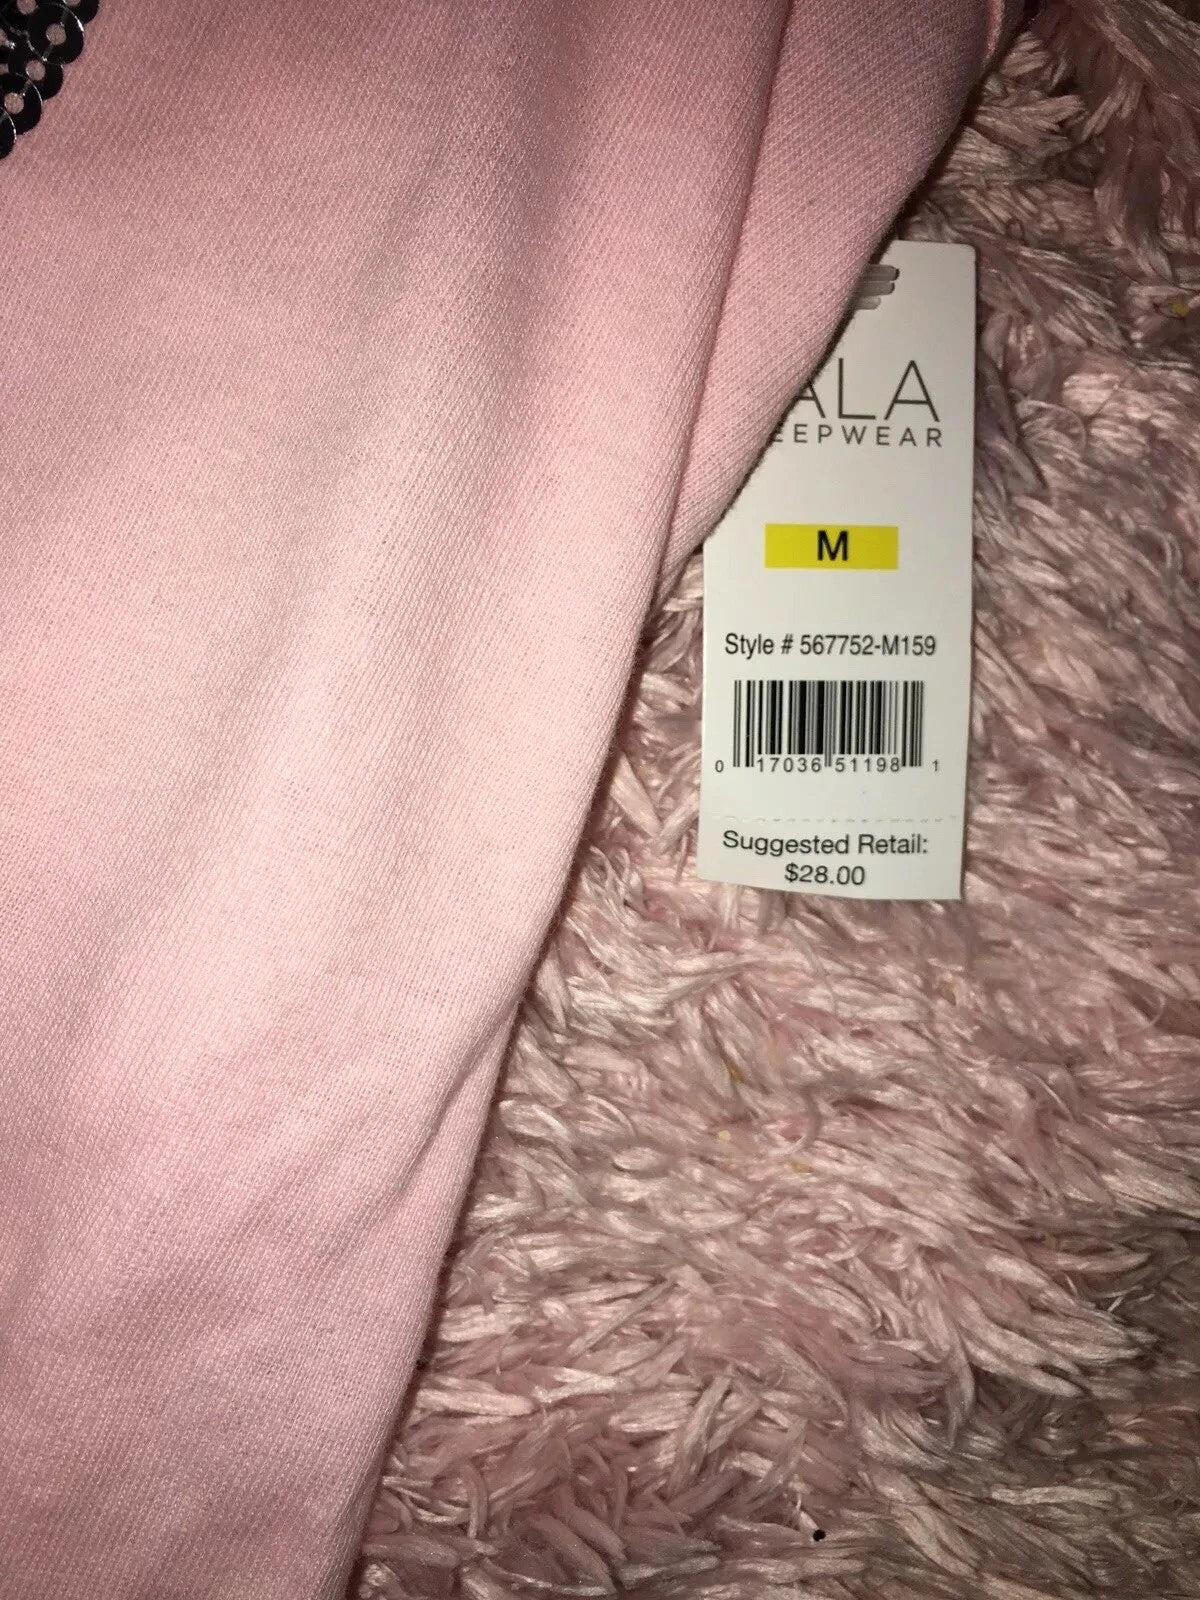 ALA
EEPWEAR
M
Style # 567752-M159
0 17036 51198 1
Suggested Retail:
$28.00